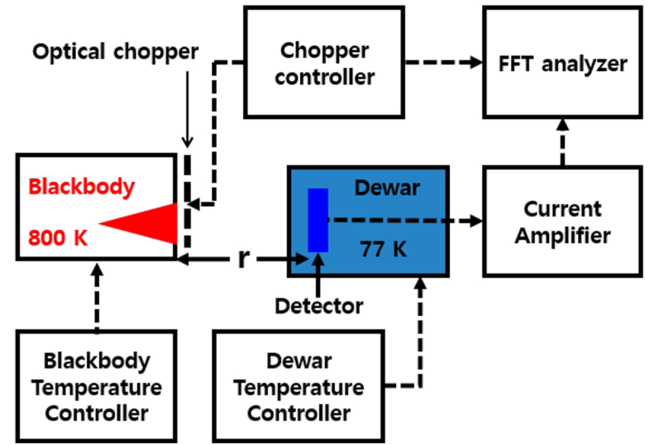 Optical chopper
Chopper
controller
FFT analyzer
Blackbody
800 K
Dewar
77 K
r
Detector
Current
Amplifier
Blackbody
Temperature
Controller
Dewar
Temperature
Controller